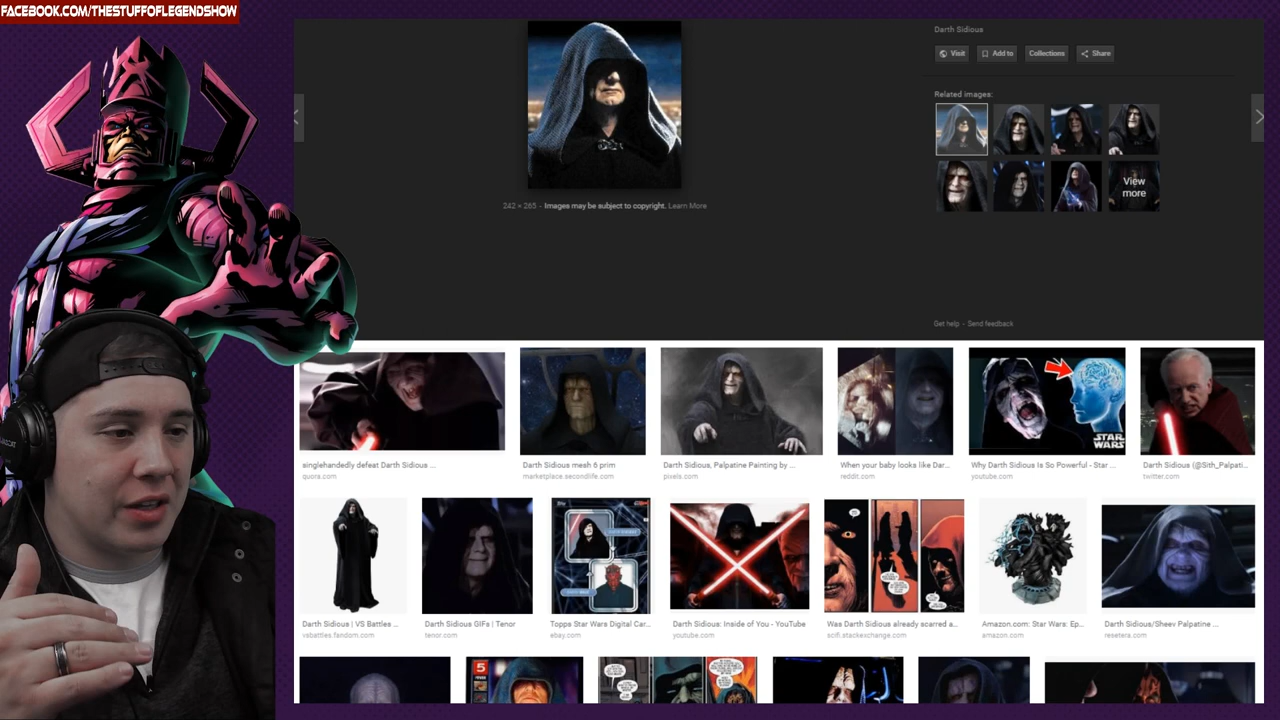 FACEBOOK.COM/THESTUFFOFLEGENDSHOW
Darth Sidious
Visit
Add to
Collections
Share
Related images:
View more
242 × 265 - Images may be subject to copyright. Learn More
Get help - Send feedback
STAR WARS
singlehandedly defeat Darth Sidious ...
quora.com
Darth Sidious mesh 6 prim
marketplace.secondlife.com
Darth Sidious, Palpatine Painting by ...
pixels.com
When your baby looks like Dar...
reddit.com
Why Darth Sidious Is So Powerful - Star ...
youtube.com
Darth Sidious (@Sith_Palpati...
twitter.com
Darth Sidious | VS Battles ...
vsbattles.fandom.com
Darth Sidious GIFs | Tenor
tenor.com
Topps Star Wars Digital Car...
ebay.com
Darth Sidious: Inside of You - YouTube
youtube.com
Was Darth Sidious already scarred a...
scifi.stackexchange.com
Amazon.com: Star Wars: Ep...
amazon.com
Darth Sidious/Sheev Palpatine ...
resetera.com
5